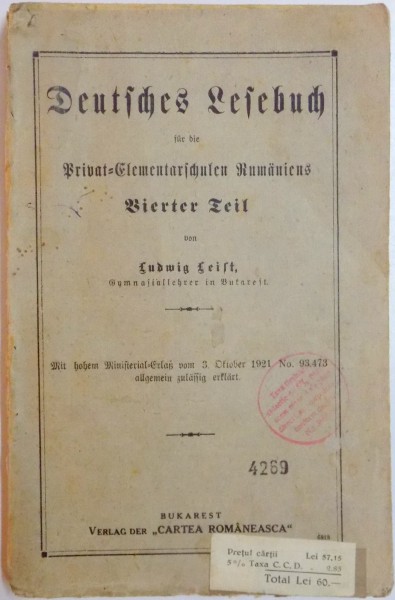 Deutsches Lesebuch
für die
Privat-Elementarschulen Rumäniens
Vierter Teil
von
Ludwig Leist,
Gymnasiallehrer in Bukarest.
Mit hohem Ministerial-Erlaß vom 3. Oktober 1921 No. 93.473
allgemein zulässig erklärt.
4269
BUKAREST
VERLAG DER „CARTEA ROMÂNEASCA"
Prețul cărții Lei 57,15
5% Taxa C. C. D. 2.85
Total Lei 60.—